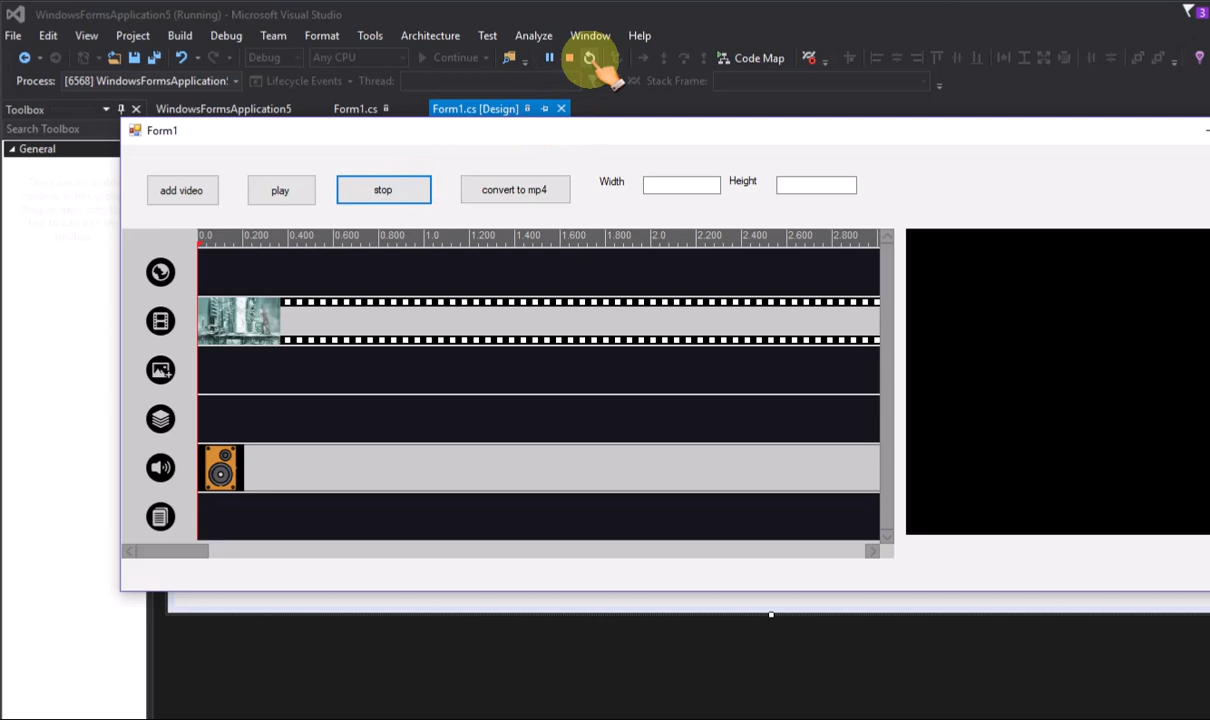 WindowsFormsApplication5 (Running) - Microsoft Visual Studio
3
File Edit View Project Build Debug Team Format Tools Architecture Test Analyze Window Help
Debug Any CPU Continue Code Map
Process: [6568] WindowsFormsApplication! Lifecycle Events Thread: Stack Frame:
Toolbox WindowsFormsApplication5 Form1.cs Form1.cs [Design]
Search Toolbox
General
Form1
add video play stop convert to mp4 Width Height
0.0 0.200 0.400 0.800 1.0 1.200 1.400 1.600 2.0 2.200 2.400 2.600 2.800